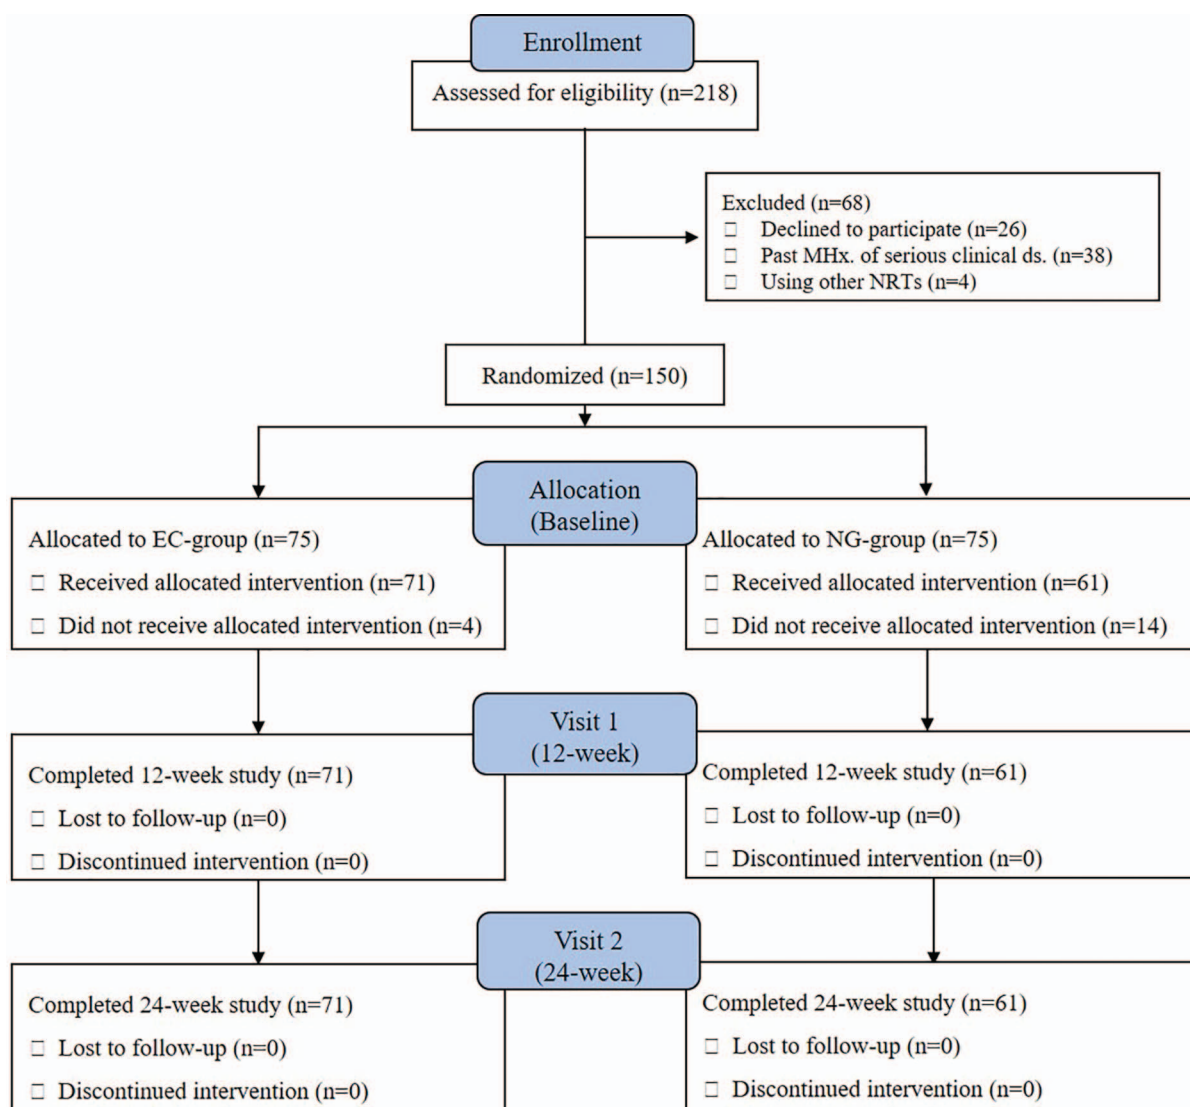 Enrollment
Assessed for eligibility (n=218)
Excluded (n=68)
□ Declined to participate (n=26)
□ Past MHx. of serious clinical ds. (n=38)
□ Using other NRTs (n=4)
Randomized (n=150)
Allocation
(Baseline)
Allocated to EC-group (n=75)
□ Received allocated intervention (n=71)
□ Did not receive allocated intervention (n=4)
Allocated to NG-group (n=75)
□ Received allocated intervention (n=61)
□ Did not receive allocated intervention (n=14)
Visit 1
(12-week)
Completed 12-week study (n=71)
□ Lost to follow-up (n=0)
□ Discontinued intervention (n=0)
Completed 12-week study (n=61)
□ Lost to follow-up (n=0)
□ Discontinued intervention (n=0)
Visit 2
(24-week)
Completed 24-week study (n=71)
□ Lost to follow-up (n=0)
□ Discontinued intervention (n=0)
Completed 24-week study (n=61)
□ Lost to follow-up (n=0)
□ Discontinued intervention (n=0)